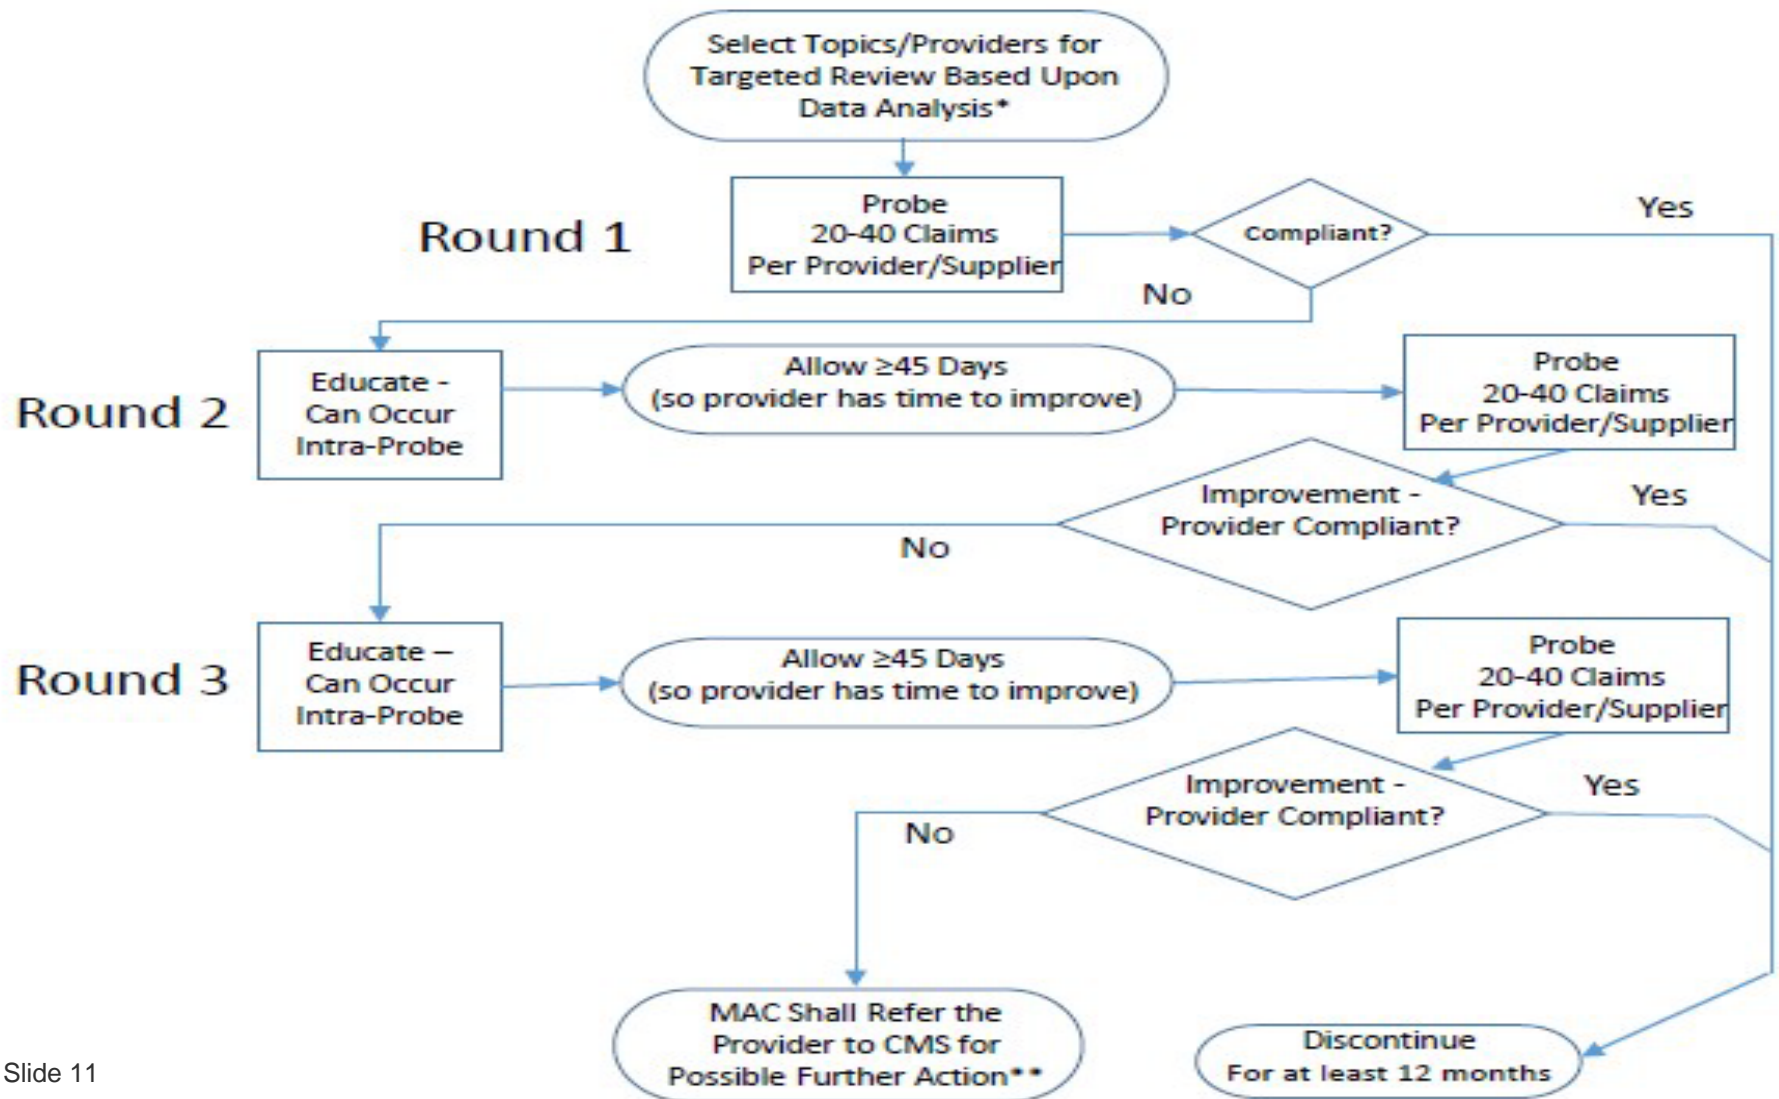 Select Topics/Providers for
Targeted Review Based Upon
Data Analysis*
Round 1
Probe
20-40 Claims
Per Provider/Supplier
Compliant?
Yes
No
Round 2
Educate -
Can Occur
Intra-Probe
Allow ≥45 Days
(so provider has time to improve)
Probe
20-40 Claims
Per Provider/Supplier
Improvement -
Provider Compliant?
Yes
No
Round 3
Educate –
Can Occur
Intra-Probe
Allow ≥45 Days
(so provider has time to improve)
Probe
20-40 Claims
Per Provider/Supplier
Improvement -
Provider Compliant?
Yes
No
MAC Shall Refer the
Provider to CMS for
Possible Further Action**
Discontinue
For at least 12 months
Slide 11